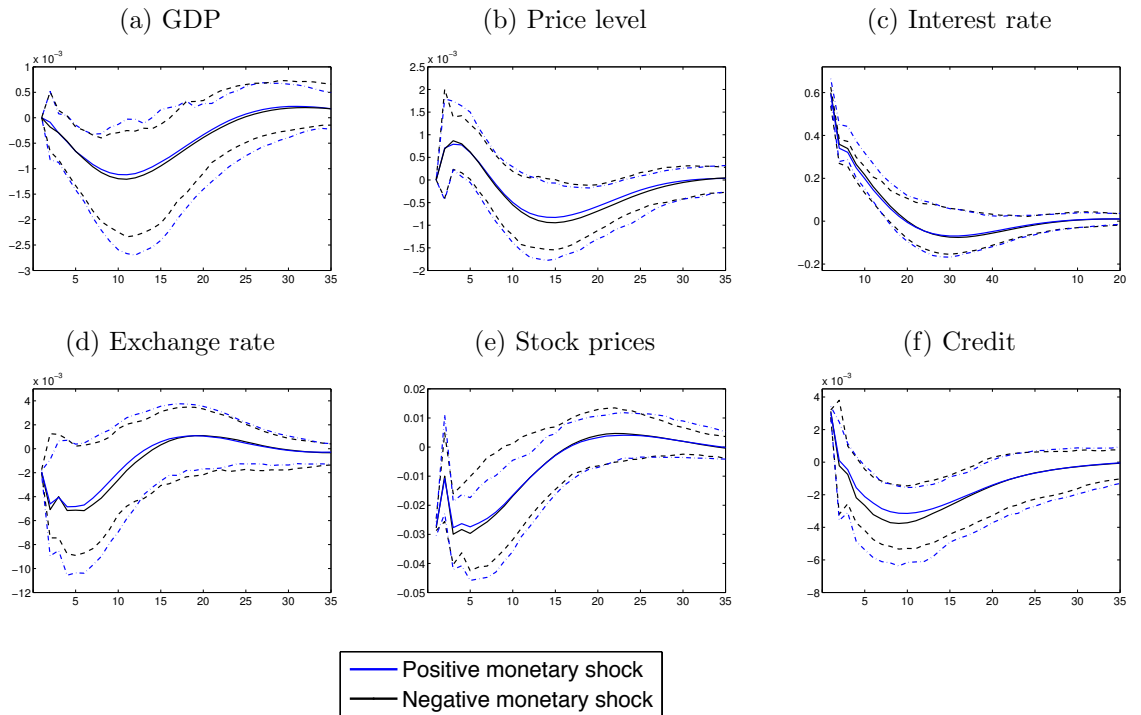 (a) GDP
(b) Price level
(c) Interest rate
x 10⁻³
1
0.5
0
−0.5
−1
−1.5
−2
−2.5
−3
5 10 15 20 25 30 35
x 10⁻³
2.5
2
1.5
1
0.5
0
−0.5
−1
−1.5
−2
5 10 15 20 25 30 35
0.6
0.4
0.2
0
−0.2
10 20 30 40 10 20
(d) Exchange rate
(e) Stock prices
(f) Credit
x 10⁻³
4
2
0
−2
−4
−6
−8
−10
−12
5 10 15 20 25 30 35
0.02
0.01
0
−0.01
−0.02
−0.03
−0.04
−0.05
5 10 15 20 25 30 35
x 10⁻³
4
2
0
−2
−4
−6
−8
5 10 15 20 25 30 35
Positive monetary shock
Negative monetary shock